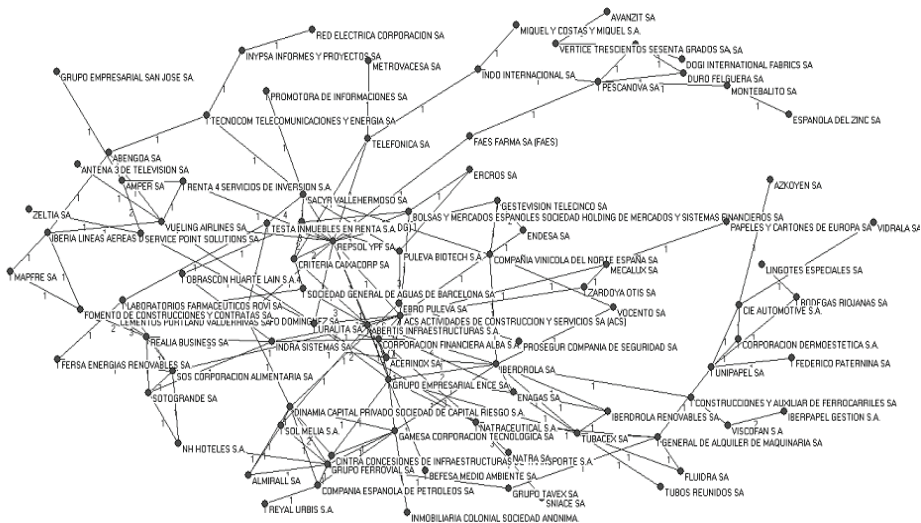 AVANZIT SA
MIQUEL Y COSTAS Y MIQUEL S.A.
RED ELECTRICA CORPORACION SA
VERTICE TRESCIENTOS SESENTA GRADOS SA
INYPSA INFORMES Y PROYECTOS SA
METROVACESA SA
DOGI INTERNATIONAL FABRICS SA
GRUPO EMPRESARIAL SAN JOSE SA
INDO INTERNACIONAL SA
DURO FELGUERA SA
PESCANOVA SA
MONTEBALITO SA
PROMOTORA DE INFORMACIONES SA
TECNOCOM TELECOMUNICACIONES Y ENERGIA SA
ESPANOLA DEL ZINC SA
TELEFONICA SA
FAES FARMA SA (FAES)
ABENGOA SA
ANTENA 3 DE TELEVISION SA
ERCROS SA
AMPER SA
RENTA 4 SERVICIOS DE INVERSION S.A.
AZKOYEN SA
SACYR VALLEHERMOSO SA
GESTEVISION TELECINCO SA
ZELTIA SA
VUELING AIRLINES SA
TESTA INMUEBLES EN RENTA S.A.
BOLSAS Y MERCADOS ESPAÑOLES SOCIEDAD HOLDING DE MERCADOS Y SISTEMAS FINANCIEROS SA
PAPELES Y CARTONES DE EUROPA SA
VIDRALA SA
IBERIA LINEAS AEREAS D
SERVICE POINT SOLUTIONS SA
REPSOL YPF SA
ENDESA SA
PULEVA BIOTECH S.A.
COMPAÑIA VINICOLA DEL NORTE ESPAÑA SA
CRITERIA CAIXACORP SA
MECALUX SA
LINGOTES ESPECIALES SA
MAPFRE SA
OBRASCON HUARTE LAIN S.A.
SOCIEDAD GENERAL DE AGUAS DE BARCELONA SA
ZARDOYA OTIS SA
LABORATORIOS FARMACEUTICOS ROVI SA
EBRO PULEVA SA
VOCENTO SA
BODEGAS RIOJANAS SA
CIE AUTOMOTIVE S.A.
FOMENTO DE CONSTRUCCIONES Y CONTRATAS SA
CEMENTOS PORTLAND VALDERRIVAS SA
ACS ACTIVIDADES DE CONSTRUCCION Y SERVICIOS SA (ACS)
URALITA SA
ABERTIS INFRAESTRUCTURAS S.A.
REALIA BUSINESS SA
INDRA SISTEMAS SA
CORPORACION FINANCIERA ALBA S.A.
PROSEGUR COMPANIA DE SEGURIDAD SA
CORPORACION DERMOESTETICA S.A.
FERSA ENERGIAS RENOVABLES SA
ACERINOX SA
IBERDROLA SA
UNIPAPEL SA
FEDERICO PATERNINA SA
SOS CORPORACION ALIMENTARIA SA
GRUPO EMPRESARIAL ENCE SA
SOTOGRANDE SA
ENAGAS SA
CONSTRUCCIONES Y AUXILIAR DE FERROCARRILES SA
DINAMIA CAPITAL PRIVADO SOCIEDAD DE CAPITAL RIESGO S.A.
IBERDROLA RENOVABLES SA
IBERPAPEL GESTION S.A.
SOL MELIA S.A.
NATRACEUTICAL S.A.
VISCOFAN S.A.
GAMESA CORPORACION TECNOLOGICA SA
TUBACEX SA
GENERAL DE ALQUILER DE MAQUINARIA SA
NH HOTELES S.A.
NATRA SA
CINTRA CONCESIONES DE INFRAESTRUCTURAS DE TRANSPORTE S.A.
GRUPO FERROVIAL SA
BEFESA MEDIO AMBIENTE SA
FLUIDRA SA
ALMIRALL SA
COMPANIA ESPANOLA DE PETROLEOS SA
GRUPO TAVEX SA
TUBOS REUNIDOS SA
SNIACE SA
REYAL URBIS S.A.
INMOBILIARIA COLONIAL SOCIEDAD ANONIMA.